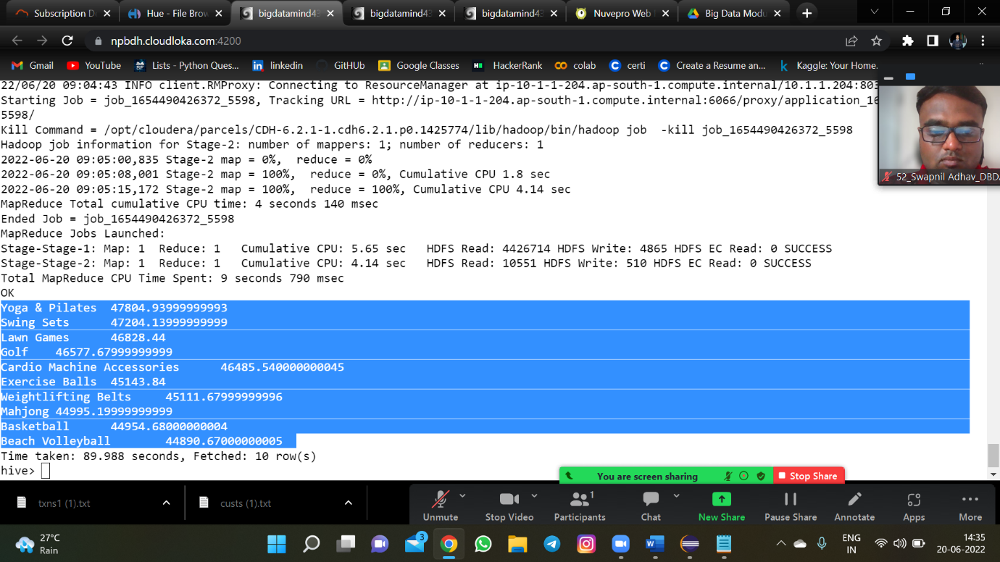 Subscription D
Hue - File Brow
bigdatamind43
bigdatamind43
bigdatamind43
Nuvepro Web
Big Data Modu
npbdh.cloudloka.com:4200
Gmail
YouTube
Lists - Python Ques...
linkedin
GitHUb
Google Classes
HackerRank
colab
certi
Create a Resume an...
Kaggle: Your Home.
22/06/20 09:04:43 INFO client.RMProxy: Connecting to ResourceManager at ip-10-1-1-204.ap-south-1.compute.internal/10.1.1.204:803
Starting Job = job_1654490426372_5598, Tracking URL = http://ip-10-1-1-204.ap-south-1.compute.internal:6066/proxy/application_16
5598/
Kill Command = /opt/cloudera/parcels/CDH-6.2.1-1.cdh6.2.1.p0.1425774/lib/hadoop/bin/hadoop job  -kill job_1654490426372_5598
Hadoop job information for Stage-2: number of mappers: 1; number of reducers: 1
2022-06-20 09:05:00,835 Stage-2 map = 0%,  reduce = 0%
2022-06-20 09:05:08,001 Stage-2 map = 100%,  reduce = 0%, Cumulative CPU 1.8 sec
2022-06-20 09:05:15,172 Stage-2 map = 100%,  reduce = 100%, Cumulative CPU 4.14 sec
MapReduce Total cumulative CPU time: 4 seconds 140 msec
Ended Job = job_1654490426372_5598
MapReduce Jobs Launched:
Stage-Stage-1: Map: 1  Reduce: 1   Cumulative CPU: 5.65 sec   HDFS Read: 4426714 HDFS Write: 4865 HDFS EC Read: 0 SUCCESS
Stage-Stage-2: Map: 1  Reduce: 1   Cumulative CPU: 4.14 sec   HDFS Read: 10551 HDFS Write: 510 HDFS EC Read: 0 SUCCESS
Total MapReduce CPU Time Spent: 9 seconds 790 msec
OK
Yoga & Pilates  47804.93999999993
Swing Sets      47204.13999999999
Lawn Games      46828.44
Golf    46577.67999999999
Cardio Machine Accessories      46485.540000000045
Exercise Balls  45143.84
Weightlifting Belts     45111.67999999996
Mahjong 44995.19999999999
Basketball      44954.68000000004
Beach Volleyball        44890.67000000005
Time taken: 89.988 seconds, Fetched: 10 row(s)
hive>
52_Swapnil Adhav_DBDA
You are screen sharing
Stop Share
txns1 (1).txt
custs (1).txt
Unmute
Stop Video
1
Participants
Chat
New Share
Pause Share
Annotate
Apps
More
27°C
Rain
3
ENG
IN
14:35
20-06-2022